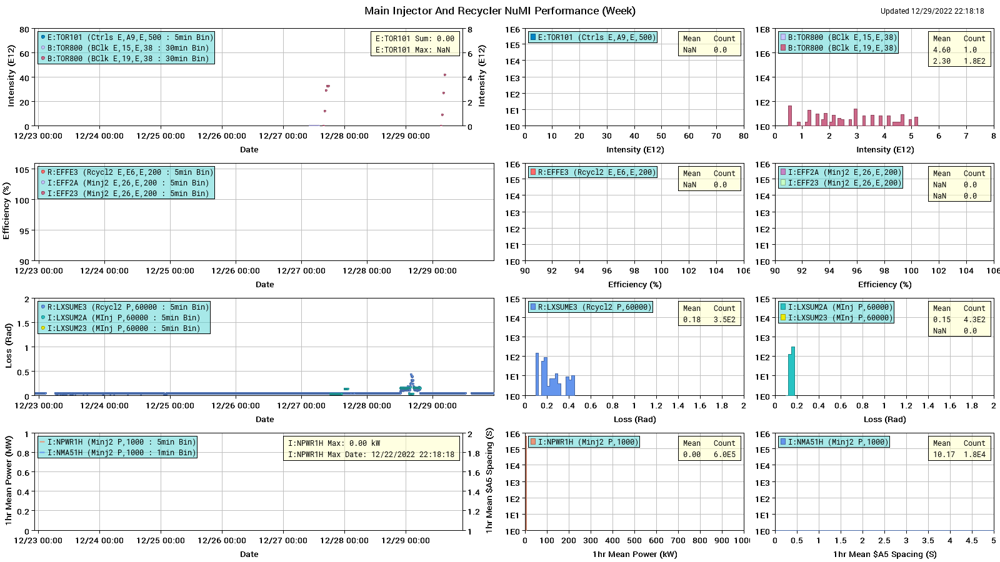 Main Injector And Recycler NuMI Performance (Week)
Updated 12/29/2022 22:18:18
E:TOR101 (Ctrls E,A9,E,500 : 5min Bin)
B:TOR800 (BClk E,15,E,38 : 30min Bin)
B:TOR800 (BClk E,19,E,38 : 30min Bin)
E:TOR101 Sum: 0.00
E:TOR101 Max: NaN
80 60 40 20 0
Intensity (E12)
8 6 4 2 0
Intensity (E12)
12/23 00:00 12/24 00:00 12/25 00:00 12/26 00:00 12/27 00:00 12/28 00:00 12/29 00:00
Date
E:TOR101 (Ctrls E,A9,E,500)
Mean Count
NaN 0.0
1E6 1E5 1E4 1E3 1E2 1E1 1E0
0 10 20 30 40 50 60 70 80
Intensity (E12)
B:TOR800 (BClk E,15,E,38)
B:TOR800 (BClk E,19,E,38)
Mean Count
4.60 1.0
2.30 1.8E2
1E8 1E6 1E4 1E2 1E0
0 1 2 3 4 5 6 7 8
Intensity (E12)
R:EFFE3 (Rcycl2 E,E6,E,200 : 5min Bin)
I:EFF2A (Minj2 E,26,E,200 : 5min Bin)
I:EFF23 (Minj2 E,26,E,200 : 5min Bin)
105 100 95 90
Efficiency (%)
12/23 00:00 12/24 00:00 12/25 00:00 12/26 00:00 12/27 00:00 12/28 00:00 12/29 00:00
Date
R:EFFE3 (Rcycl2 E,E6,E,200)
Mean Count
NaN 0.0
1E6 1E5 1E4 1E3 1E2 1E1 1E0
90 92 94 96 98 100 102 104 106
Efficiency (%)
I:EFF2A (Minj2 E,26,E,200)
I:EFF23 (Minj2 E,26,E,200)
Mean Count
NaN 0.0
NaN 0.0
1E6 1E5 1E4 1E3 1E2 1E1 1E0
90 92 94 96 98 100 102 104 106
Efficiency (%)
R:LXSUME3 (Rcycl2 P,60000 : 5min Bin)
I:LXSUM2A (MInj P,60000 : 5min Bin)
I:LXSUM23 (MInj P,60000 : 5min Bin)
2 1.5 1 0.5 0
Loss (Rad)
12/23 00:00 12/24 00:00 12/25 00:00 12/26 00:00 12/27 00:00 12/28 00:00 12/29 00:00
Date
R:LXSUME3 (Rcycl2 P,60000)
Mean Count
0.18 3.5E2
1E5 1E4 1E3 1E2 1E1 1E0
0 0.2 0.4 0.6 0.8 1 1.2 1.4 1.6 1.8 2
Loss (Rad)
I:LXSUM2A (MInj P,60000)
I:LXSUM23 (MInj P,60000)
Mean Count
0.15 4.3E2
NaN 0.0
1E5 1E4 1E3 1E2 1E1 1E0
0 0.2 0.4 0.6 0.8 1 1.2 1.4 1.6 1.8 2
Loss (Rad)
I:NPWR1H (Minj2 P,1000 : 5min Bin)
I:NMA51H (Minj2 P,1000 : 1min Bin)
I:NPWR1H Max: 0.00 kW
I:NPWR1H Max Date: 12/22/2022 22:18:18
1 0.8 0.6 0.4 0.2 0
1hr Mean Power (MW)
2 1.8 1.6 1.4 1.2 1
1hr Mean $A5 Spacing (S)
12/23 00:00 12/24 00:00 12/25 00:00 12/26 00:00 12/27 00:00 12/28 00:00 12/29 00:00
Date
I:NPWR1H (Minj2 P,1000)
Mean Count
0.00 6.0E5
1E6 1E5 1E4 1E3 1E2 1E1 1E0
0 100 200 300 400 500 600 700 800 900 100
1hr Mean Power (kW)
I:NMA51H (Minj2 P,1000)
Mean Count
10.17 1.8E4
1E6 1E5 1E4 1E3 1E2 1E1 1E0
0 0.5 1 1.5 2 2.5 3 3.5 4 4.5 5
1hr Mean $A5 Spacing (S)